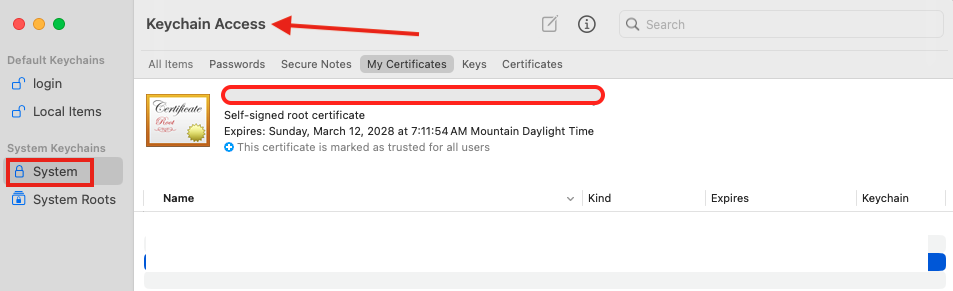 Keychain Access
Search
Default Keychains
login
Local Items
System Keychains
System
System Roots
All Items Passwords Secure Notes My Certificates Keys Certificates
Certificate
Root
Self-signed root certificate
Expires: Sunday, March 12, 2028 at 7:11:54 AM Mountain Daylight Time
This certificate is marked as trusted for all users
Name Kind Expires Keychain